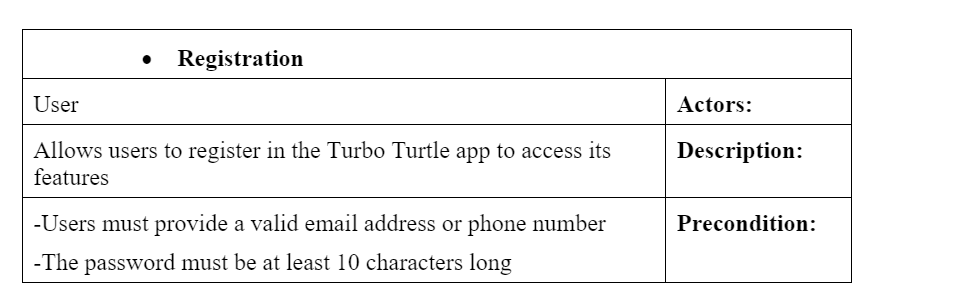 • Registration
User
Actors:
Allows users to register in the Turbo Turtle app to access its
features
Description:
-Users must provide a valid email address or phone number
-The password must be at least 10 characters long
Precondition: